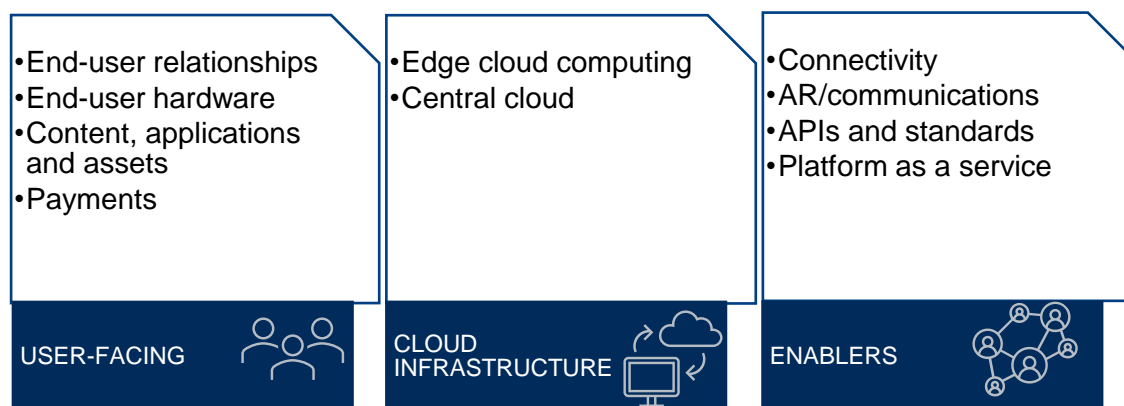 •End-user relationships
•End-user hardware
•Content, applications
and assets
•Payments
USER-FACING
•Edge cloud computing
•Central cloud
CLOUD
INFRASTRUCTURE
•Connectivity
•AR/communications
•APIs and standards
•Platform as a service
ENABLERS